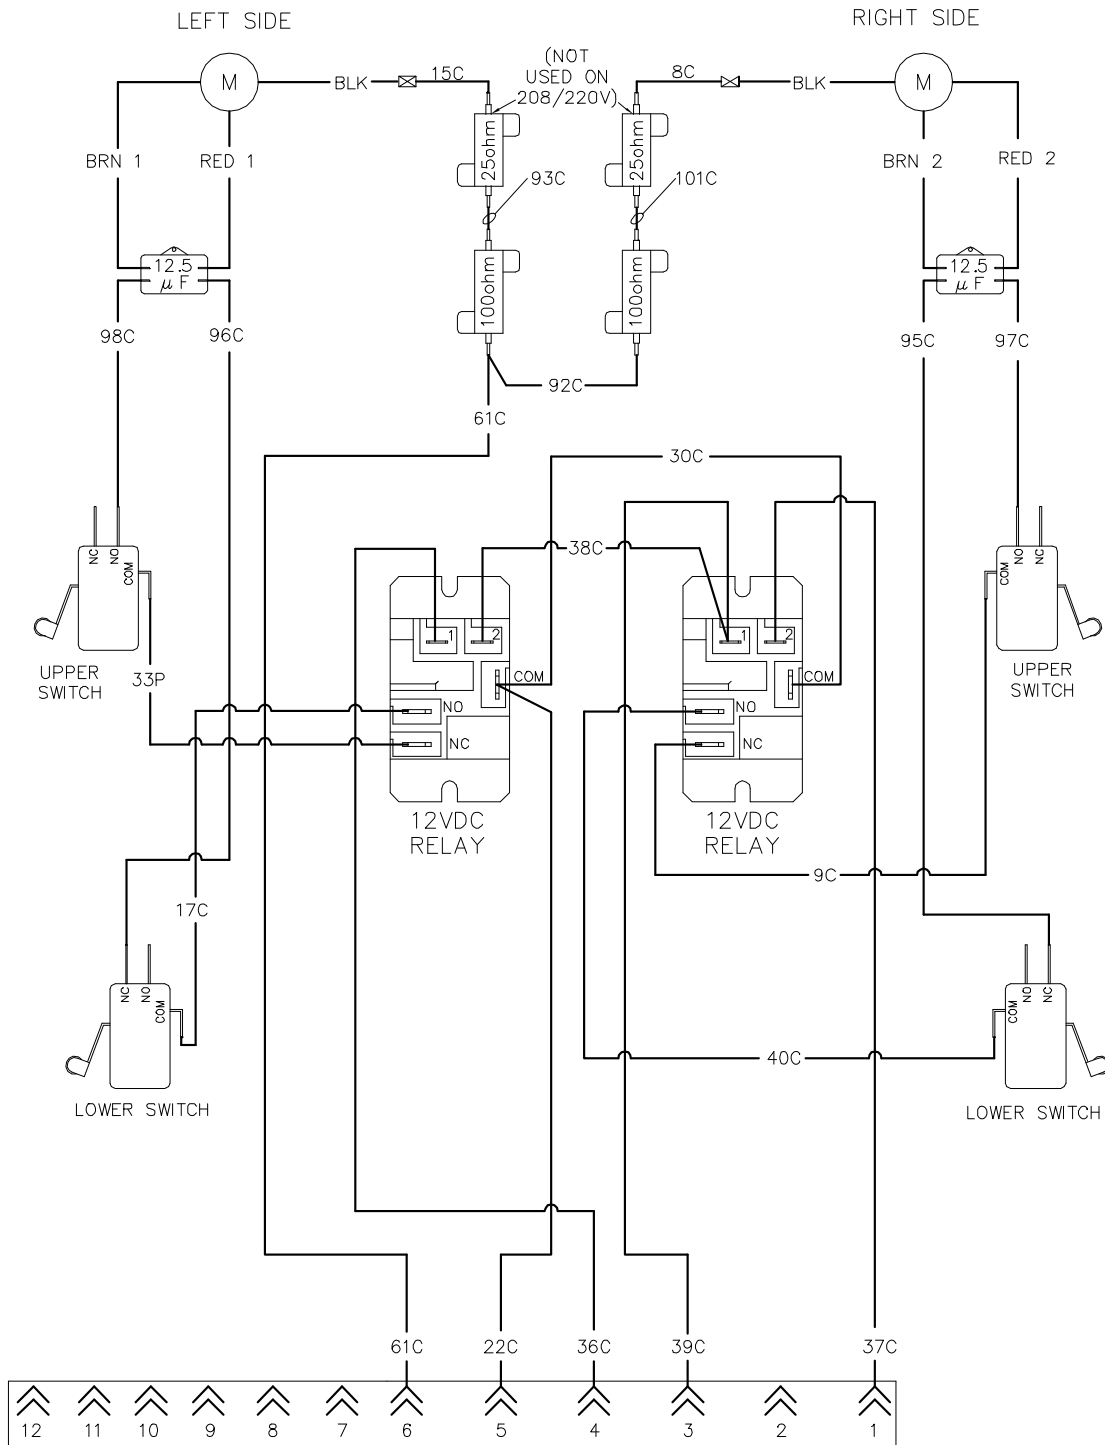 LEFT SIDE
RIGHT SIDE
(NOT
USED ON
208/220V)
M
BLK
15C
8C
BLK
M
BRN 1
RED 1
25ohm
25ohm
BRN 2
RED 2
93C
101C
12.5
µ F
12.5
µ F
100ohm
100ohm
98C
96C
95C
97C
92C
61C
30C
38C
NC
NO
COM
COM
NO
NC
1
2
1
2
UPPER
SWITCH
33P
COM
COM
UPPER
SWITCH
NO
NO
NC
NC
12VDC
RELAY
12VDC
RELAY
9C
17C
NC
NO
COM
COM
NO
NC
40C
LOWER SWITCH
LOWER SWITCH
61C
22C
36C
39C
37C
12
11
10
9
8
7
6
5
4
3
2
1